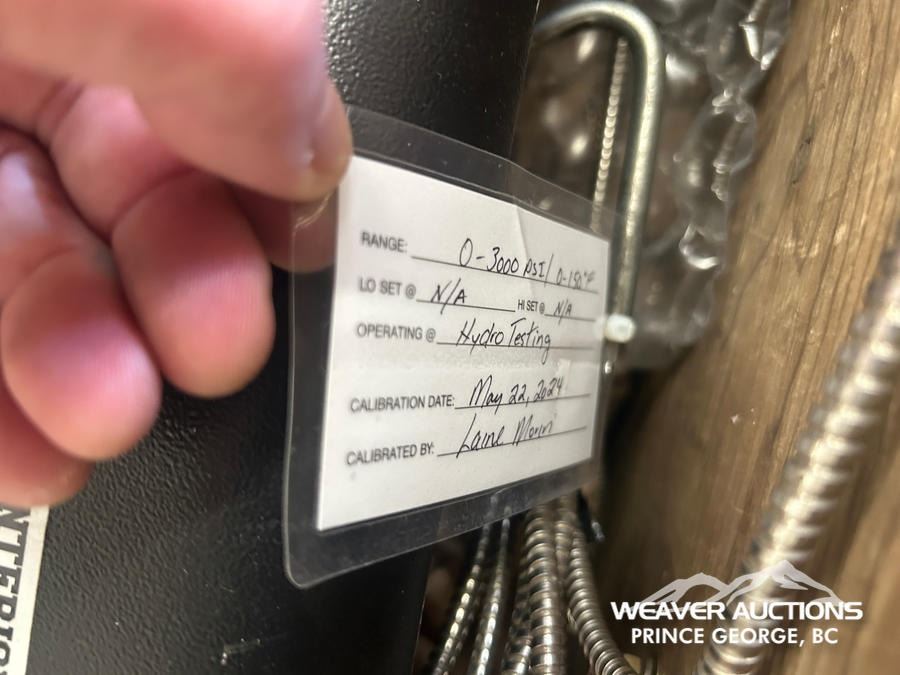 RANGE: 0-3000 PSI/ 0-150°F
LO SET @ N/A HI SET @ N/A
OPERATING @ Hydro Testing
CALIBRATION DATE: May 22, 2024
CALIBRATED BY: Laine
WEAVER AUCTIONS
PRINCE GEORGE, BC